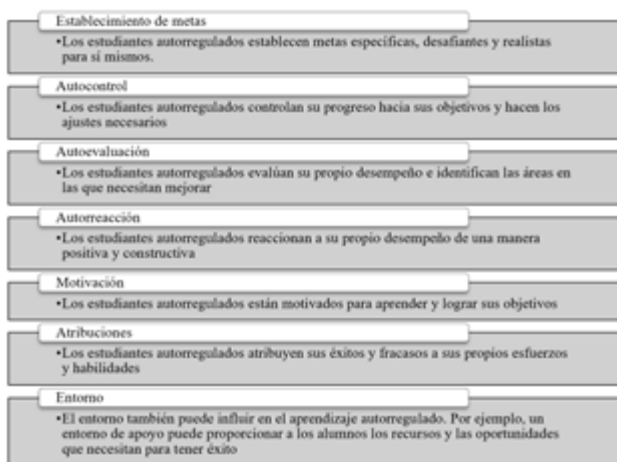 Establecimiento de metas
•Los estudiantes autorregulados establecen metas específicas, desafiantes y realistas
para sí mismos.
Autocontrol
•Los estudiantes autorregulados controlan su progreso hacia sus objetivos y hacen los
ajustes necesarios
Autoevaluación
•Los estudiantes autorregulados evalúan su propio desempeño e identifican las áreas en
las que necesitan mejorar
Autorreacción
•Los estudiantes autorregulados reaccionan a su propio desempeño de una manera
positiva y constructiva
Motivación
•Los estudiantes autorregulados están motivados para aprender y lograr sus objetivos
Atribuciones
•Los estudiantes autorregulados atribuyen sus éxitos y fracasos a sus propios esfuerzos
y habilidades
Entorno
•El entorno también puede influir en el aprendizaje autorregulado. Por ejemplo, un
entorno de apoyo puede proporcionar a los alumnos los recursos y las oportunidades
que necesitan para tener éxito